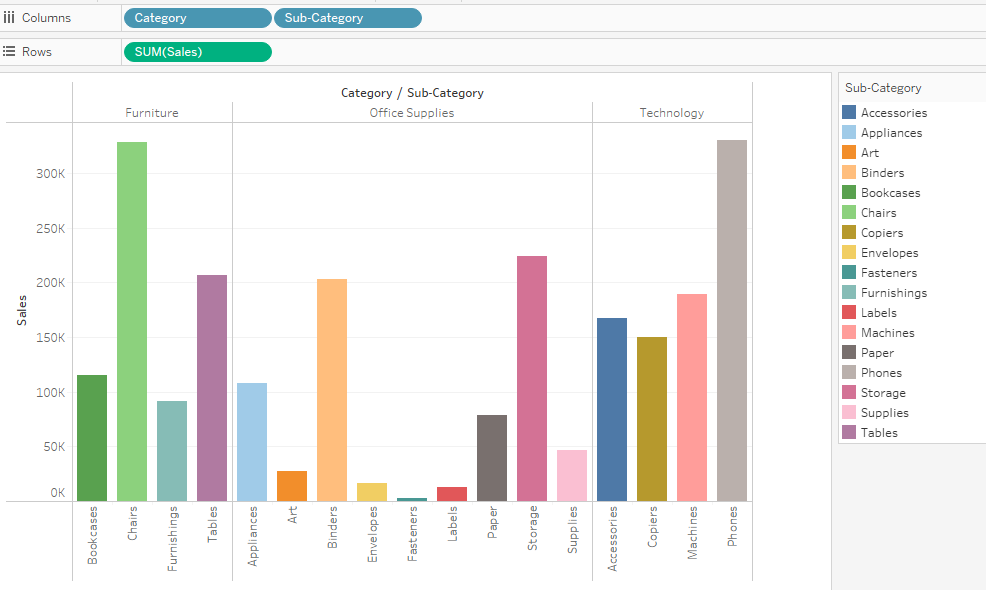 Columns
Category
Sub-Category
Rows
SUM(Sales)
Category / Sub-Category
Furniture
Office Supplies
Technology
Sales
300K
250K
200K
150K
100K
50K
0K
Bookcases
Chairs
Furnishings
Tables
Appliances
Art
Binders
Envelopes
Fasteners
Labels
Paper
Storage
Supplies
Accessories
Copiers
Machines
Phones
Sub-Category
Accessories
Appliances
Art
Binders
Bookcases
Chairs
Copiers
Envelopes
Fasteners
Furnishings
Labels
Machines
Paper
Phones
Storage
Supplies
Tables